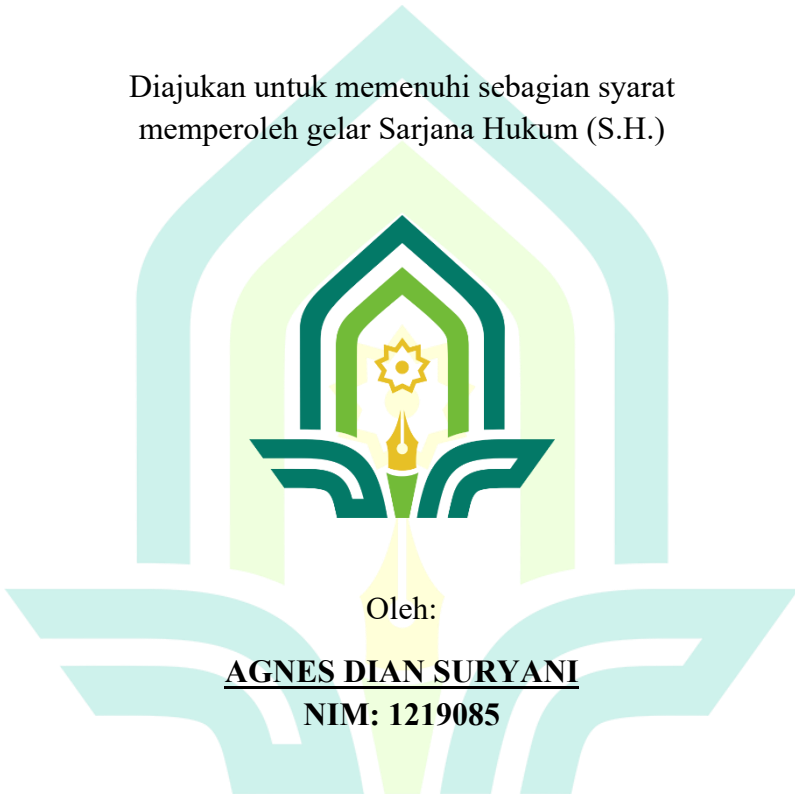 Diajukan untuk memenuhi sebagian syarat
memperoleh gelar Sarjana Hukum (S.H.)
Oleh:
AGNES DIAN SURYANI
NIM: 1219085